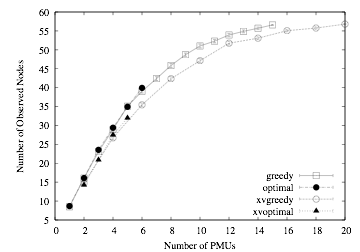 60
55
50
45
40
35
30
25
20
15
10
5
Number of Observed Nodes
greedy
optimal
xvgreedy
xvoptimal
0 2 4 6 8 10 12 14 16 18 20
Number of PMUs